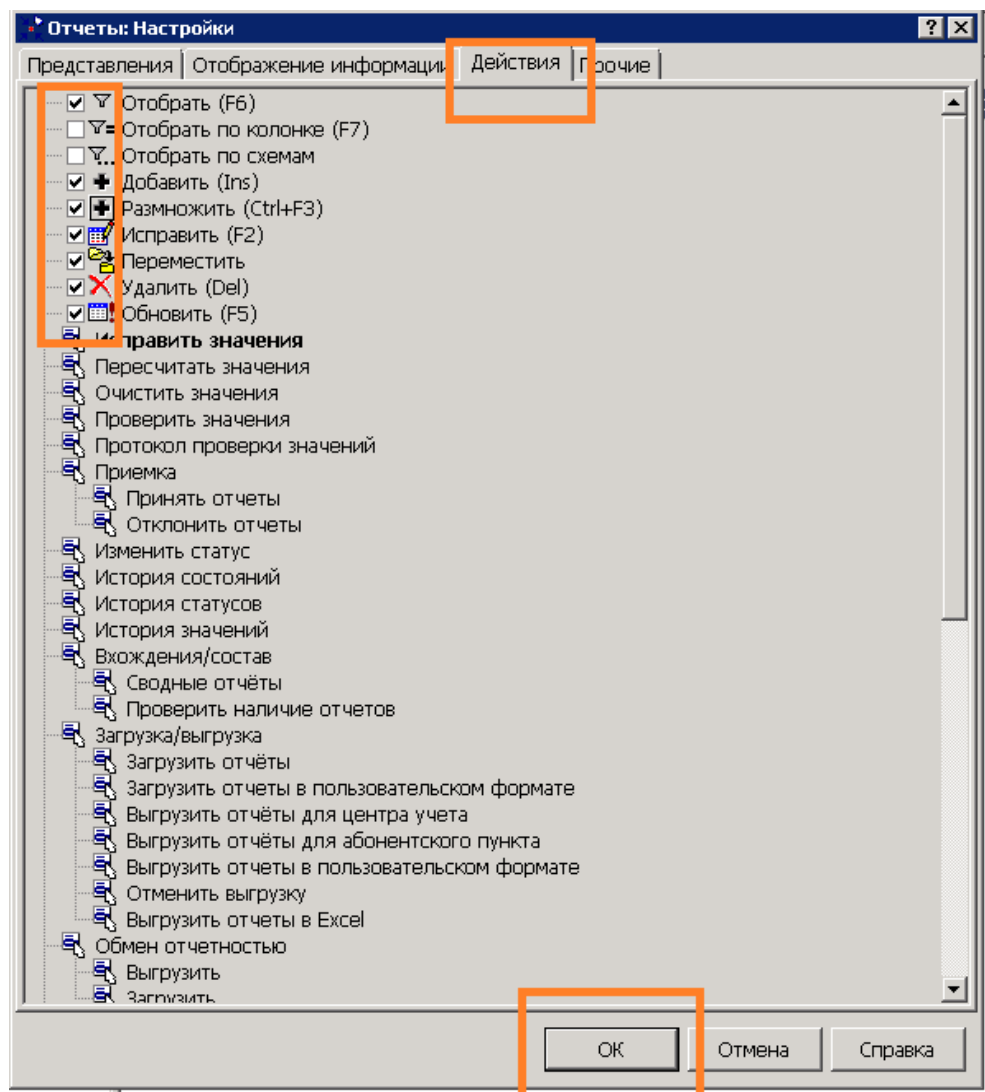 Отчеты: Настройки
Представления Отображение информации Действия Прочие
Отобрать (F6)
Отобрать по колонке (F7)
Отобрать по схемам
Добавить (Ins)
Размножить (Ctrl+F3)
Исправить (F2)
Переместить
Удалить (Del)
Обновить (F5)
Исправить значения
Пересчитать значения
Очистить значения
Проверить значения
Протокол проверки значений
Приемка
Принять отчеты
Отклонить отчеты
Изменить статус
История состояний
История статусов
История значений
Вхождения/состав
Сводные отчёты
Проверить наличие отчетов
Загрузка/выгрузка
Загрузить отчёты
Загрузить отчеты в пользовательском формате
Выгрузить отчёты для центра учета
Выгрузить отчёты для абонентского пункта
Выгрузить отчеты в пользовательском формате
Отменить выгрузку
Выгрузить отчеты в Excel
Обмен отчетностью
Выгрузить
Загрузить
ОК Отмена Справка